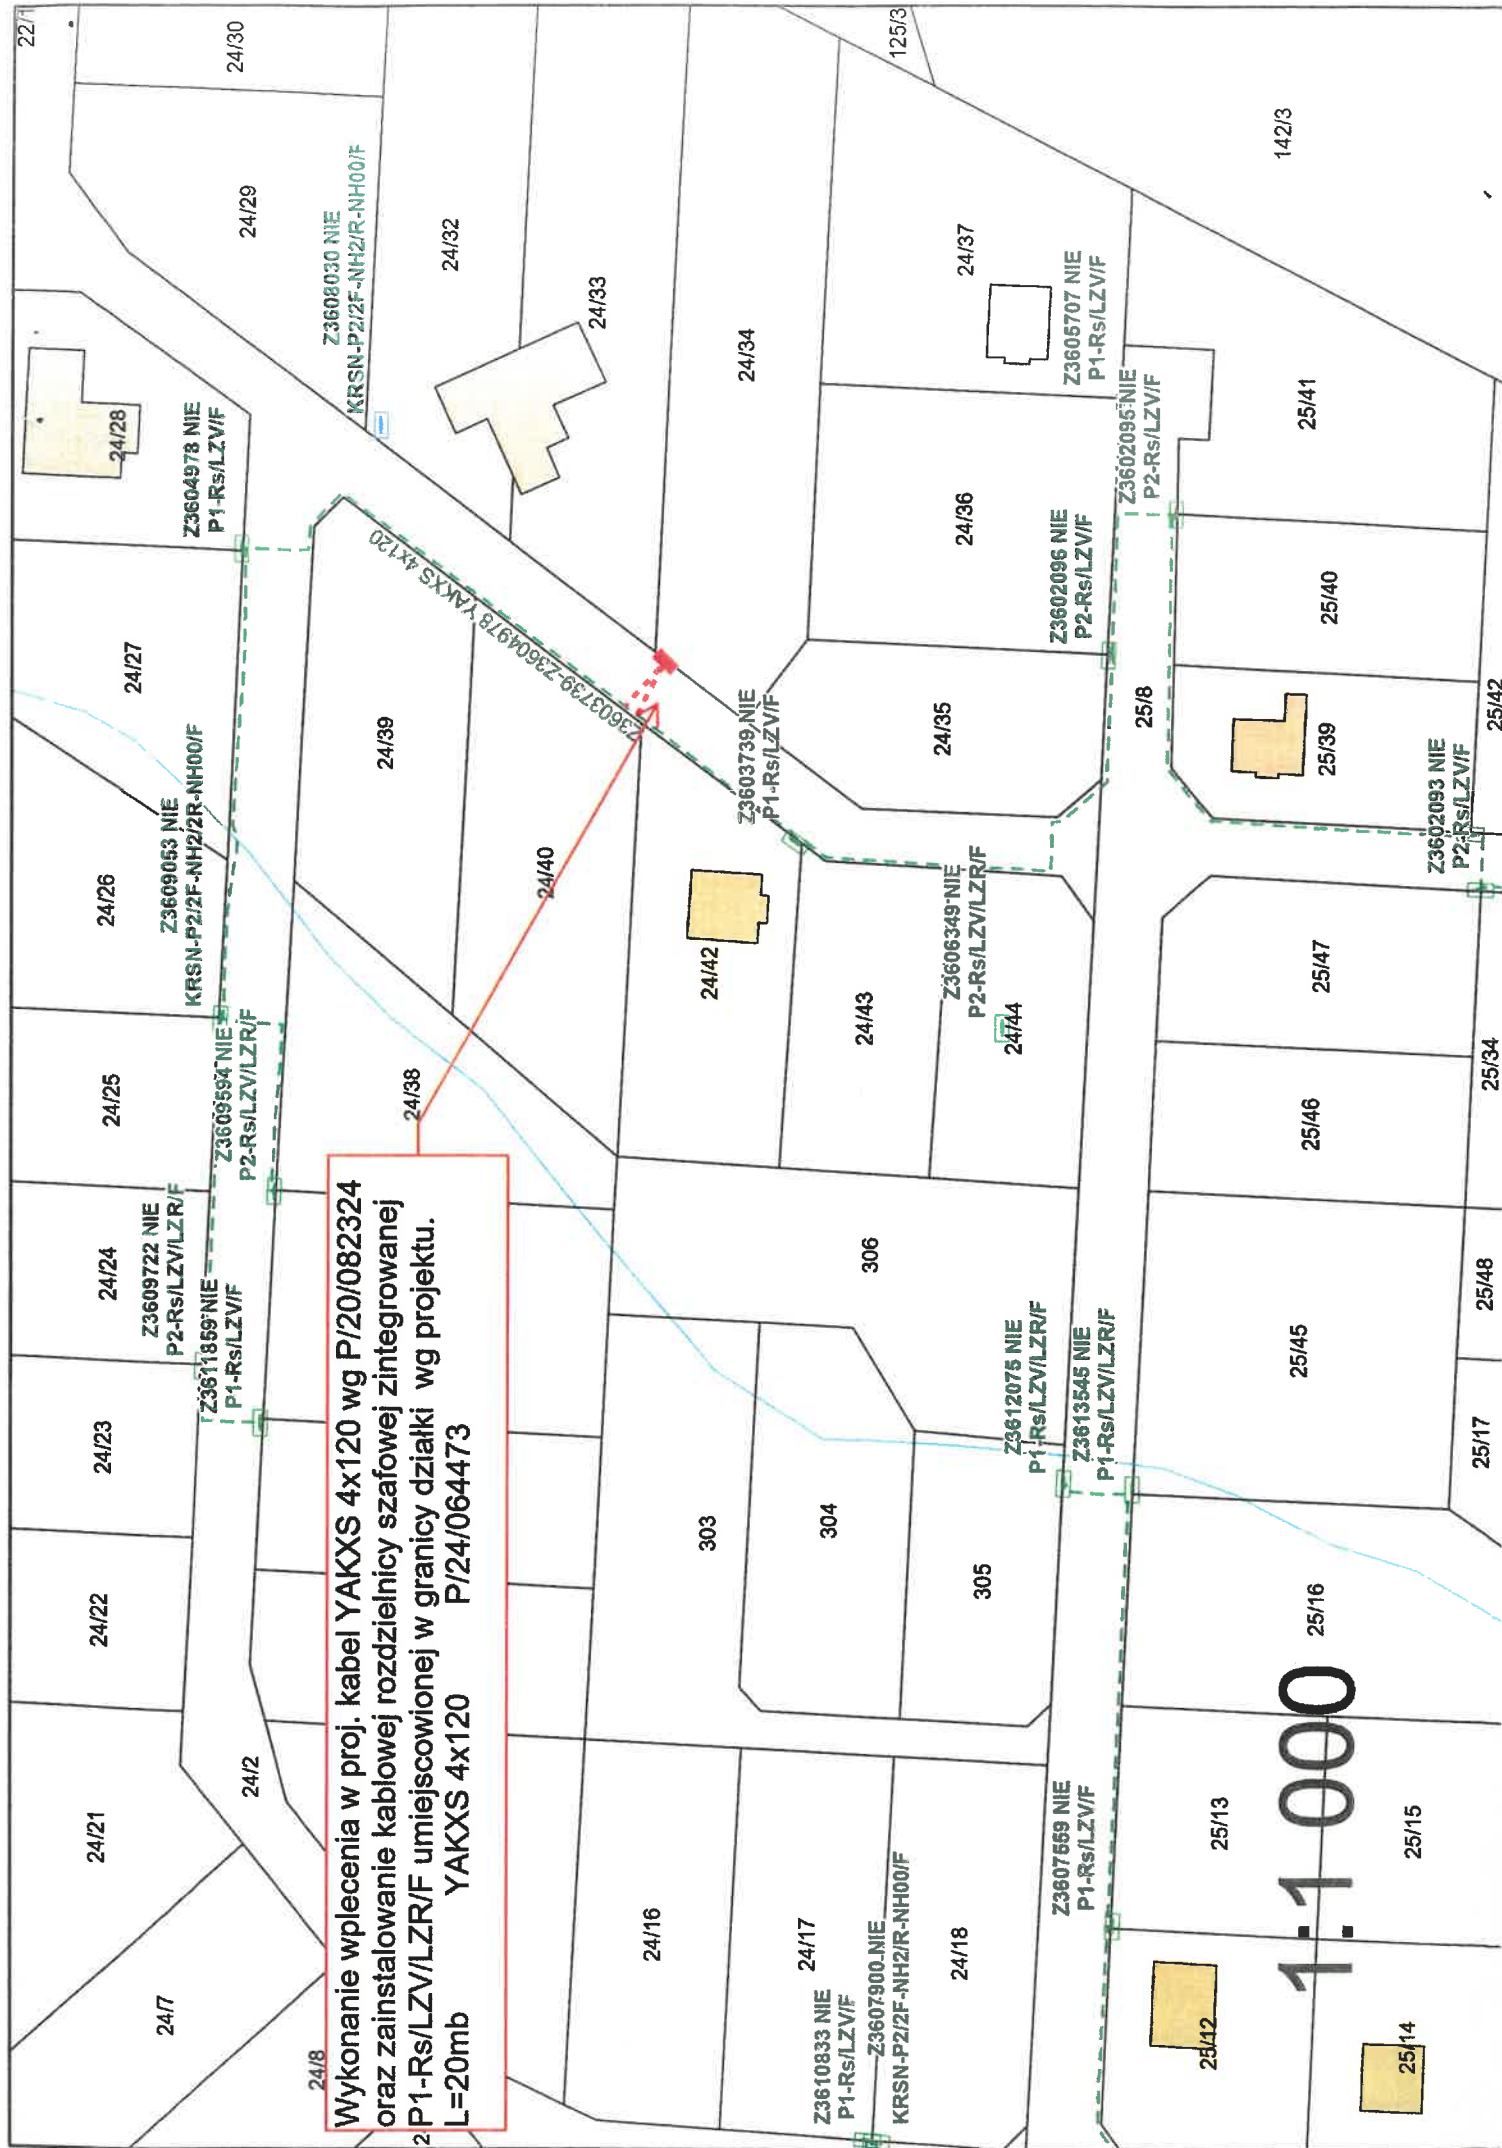 Wykonanie wplecenia w proj. kabel YAKXS 4x120 wg P/20/082324
oraz zainstalowanie kablowej rozdzielnicy szafowej zintegrowanej
P1-Rs/LZV/LZR/F umiejscowionej w granicy działki wg projektu.
L=20mb YAKXS 4x120 P/24/064473
24/7
24/21
24/22
24/23
24/24
24/25
24/26
24/27
24/28
24/29
24/30
24/8
24/2
Z3611859 NIE
P1-Rs/LZV/F
Z3609722 NIE
P2-Rs/LZV/LZR/F
Z3609594 NIE
P2-Rs/LZV/LZR/F
Z3609053 NIE
KRSN-P2/2F-NH2/2R-NH00/F
Z3604978 NIE
P1-Rs/LZV/F
Z3608030 NIE
KRSN-P2/2F-NH2/R-NH00/F
24/38
24/39
24/40
Z3603739-Z3604978 YAKXS 4x120
24/32
24/33
24/34
24/16
24/17
24/18
303
304
305
306
24/42
24/43
24/44
Z3603739 NIE
P1-Rs/LZV/F
Z3606349 NIE
P2-Rs/LZV/LZR/F
24/35
24/36
24/37
125/3
142/3
Z3610833 NIE
P1-Rs/LZV/F
Z3607900 NIE
KRSN-P2/2F-NH2/R-NH00/F
Z3607559 NIE
P1-Rs/LZV/F
Z3612075 NIE
P1-Rs/LZV/LZR/F
Z3613545 NIE
P1-Rs/LZV/LZR/F
Z3602096 NIE
P2-Rs/LZV/F
Z3602095 NIE
P2-Rs/LZV/F
Z3605707 NIE
P1-Rs/LZV/F
25/8
25/12
25/13
25/14
25/15
25/16
25/17
25/45
25/46
25/47
25/48
25/34
25/39
25/40
25/41
25/42
Z3602093 NIE
P2-Rs/LZV/F
1:1 000